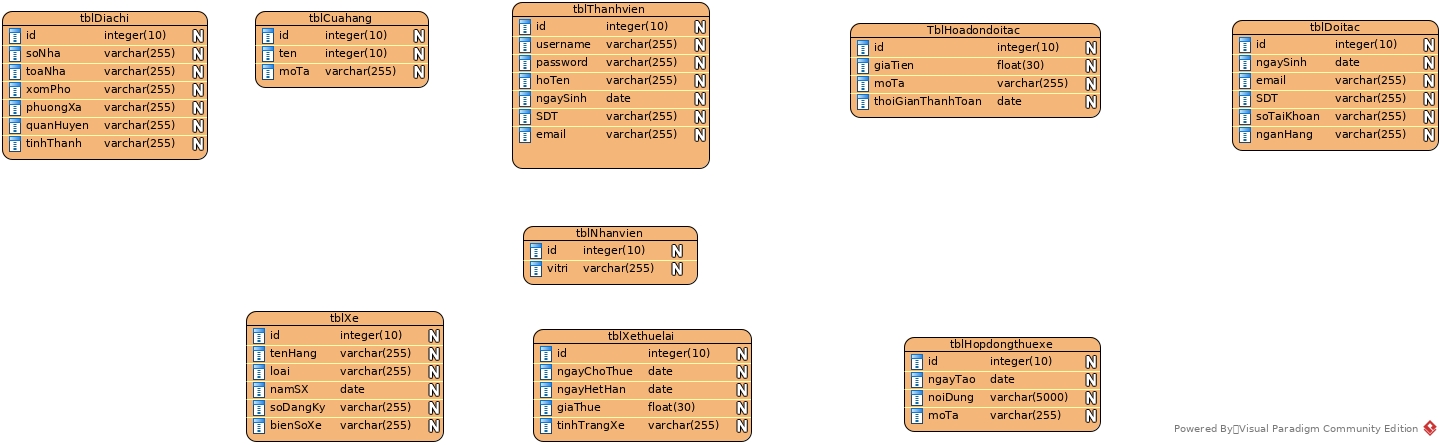 tblDiachi
id integer(10) N
soNha varchar(255) N
toaNha varchar(255) N
xomPho varchar(255) N
phuongXa varchar(255) N
quanHuyen varchar(255) N
tinhThanh varchar(255) N
tblCuahang
id integer(10) N
ten integer(10) N
moTa varchar(255) N
tblThanhvien
id integer(10) N
username varchar(255) N
password varchar(255) N
hoTen varchar(255) N
ngaySinh date N
SDT varchar(255) N
email varchar(255) N
TblHoadondoitac
id integer(10) N
giaTien float(30) N
moTa varchar(255) N
thoiGianThanhToan date N
tblDoitac
id integer(10) N
ngaySinh date N
email varchar(255) N
SDT varchar(255) N
soTaiKhoan varchar(255) N
nganHang varchar(255) N
tblNhanvien
id integer(10) N
vitri varchar(255) N
tblXe
id integer(10) N
tenHang varchar(255) N
loai varchar(255) N
namSX date N
soDangKy varchar(255) N
bienSoXe varchar(255) N
tblXethuelai
id integer(10) N
ngayChoThue date N
ngayHetHan date N
giaThue float(30) N
tinhTrangXe varchar(255) N
tblHopdongthuexe
id integer(10) N
ngayTao date N
noiDung varchar(5000) N
moTa varchar(255) N
Powered By Visual Paradigm Community Edition